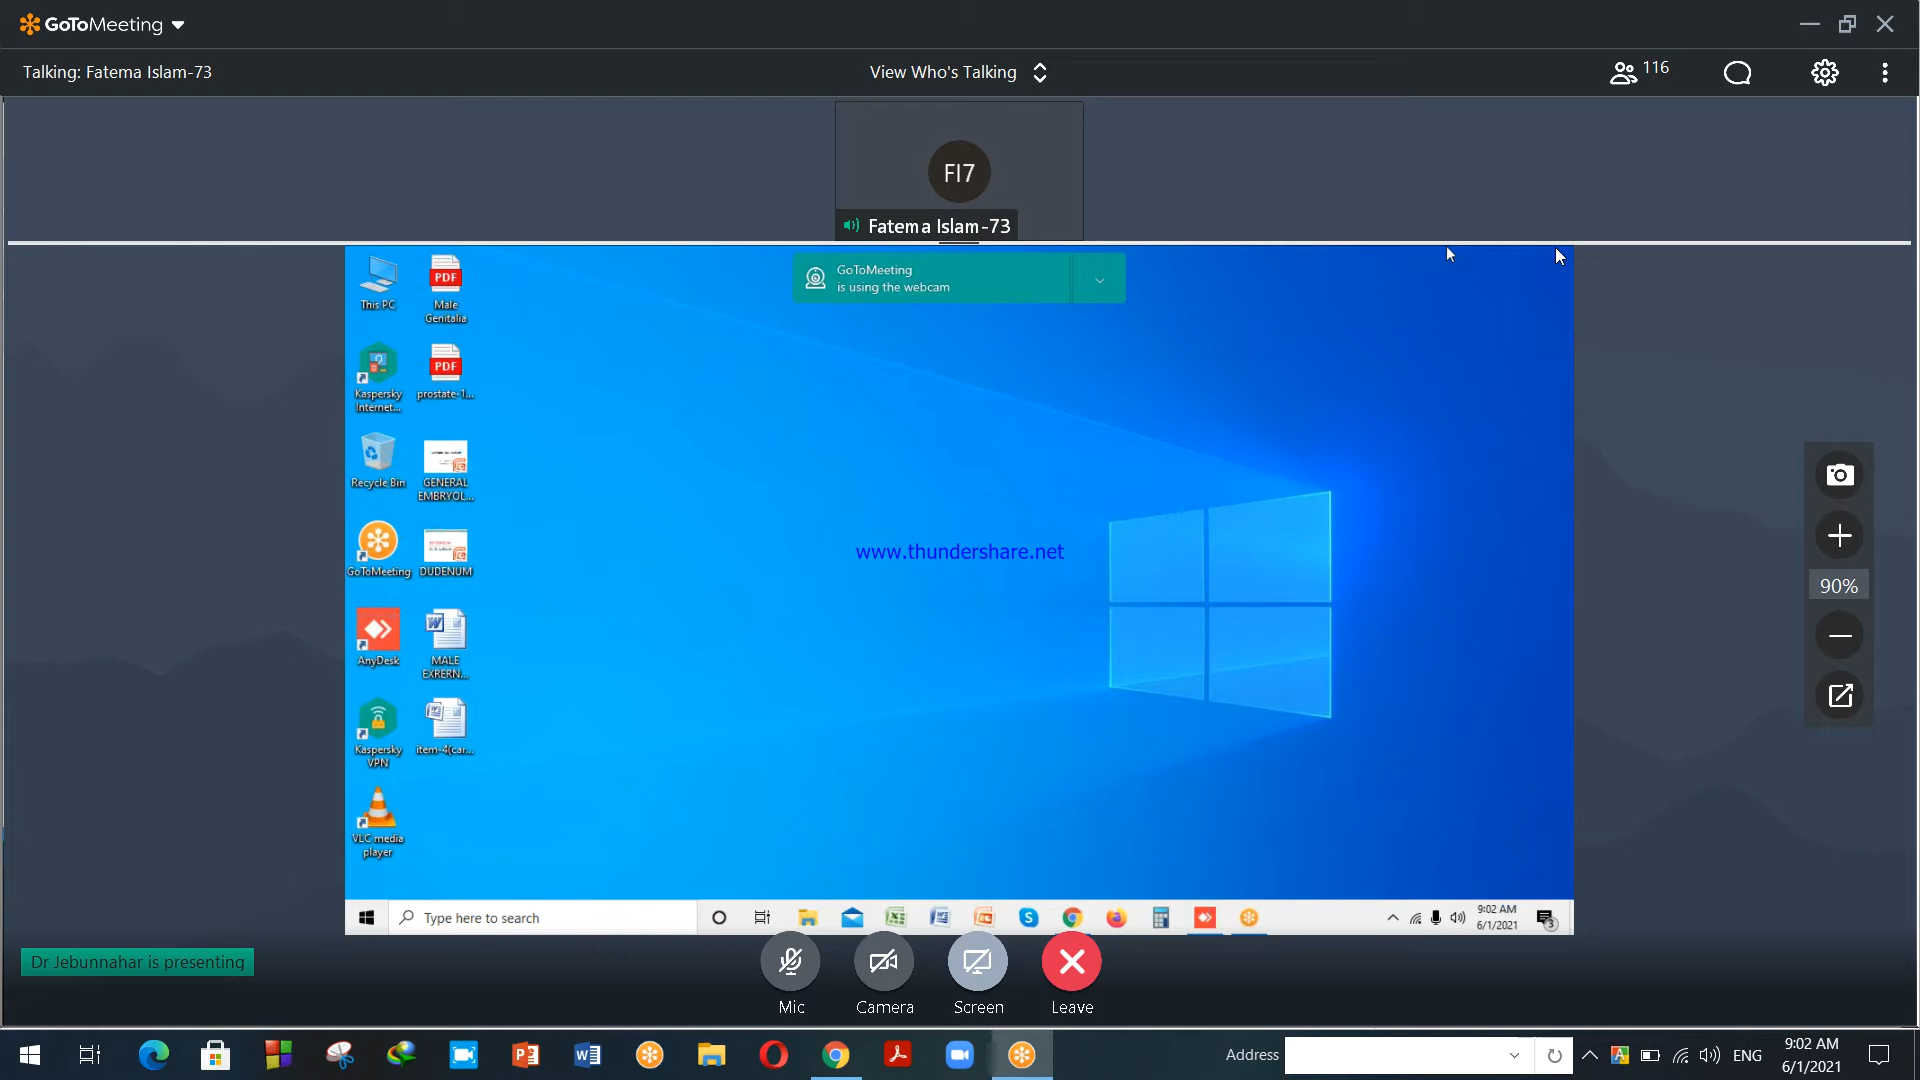 GoToMeeting
Talking: Fatema Islam-73
View Who's Talking
116
FI7
Fatema Islam-73
GoToMeeting
is using the webcam
This PC
PDF
Male
Genitalia
Kaspersky
Internet...
PDF
prostate-1...
Recycle Bin
GENERAL
EMBRYOL...
GoToMeeting
DUDENUM
AnyDesk
MALE
EXRERN...
Kaspersky
VPN
item-4(car...
VLC media
player
www.thundershare.net
90%
Type here to search
9:02 AM
6/1/2021
3
Dr Jebunnahar is presenting
Mic
Camera
Screen
Leave
Address
ENG
9:02 AM
6/1/2021